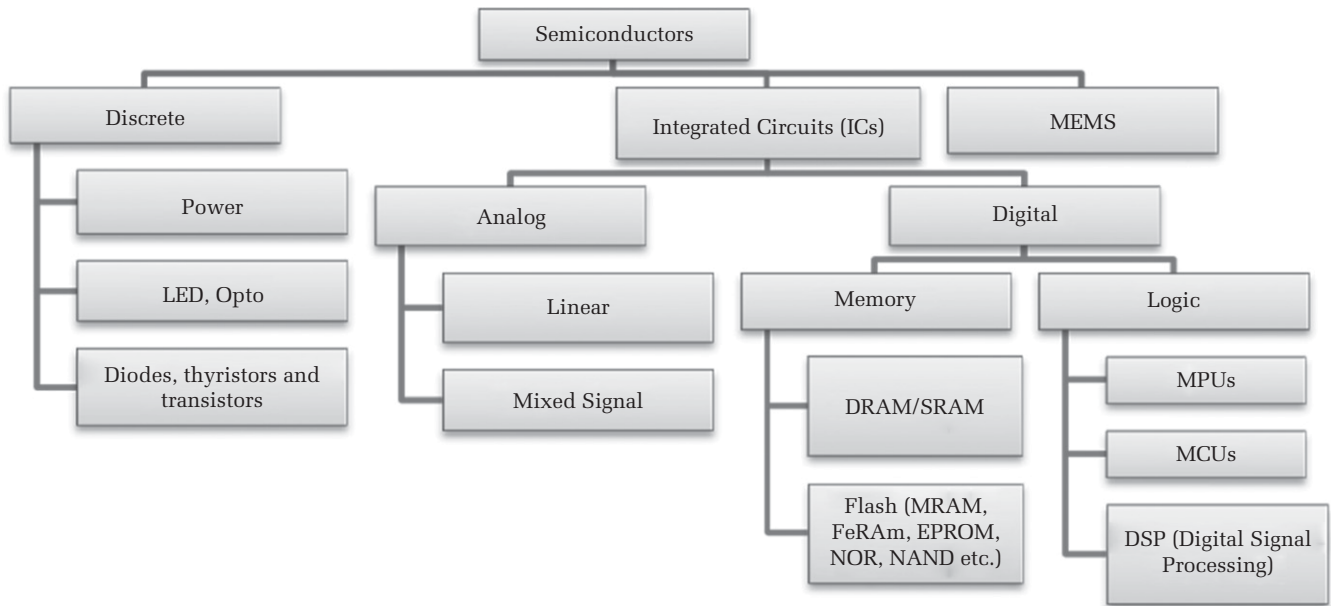 Semiconductors
Discrete
Integrated Circuits (ICs)
MEMS
Power
LED, Opto
Diodes, thyristors and
transistors
Analog
Linear
Mixed Signal
Digital
Memory
DRAM/SRAM
Flash (MRAM,
FeRAm, EPROM,
NOR, NAND etc.)
Logic
MPUs
MCUs
DSP (Digital Signal
Processing)